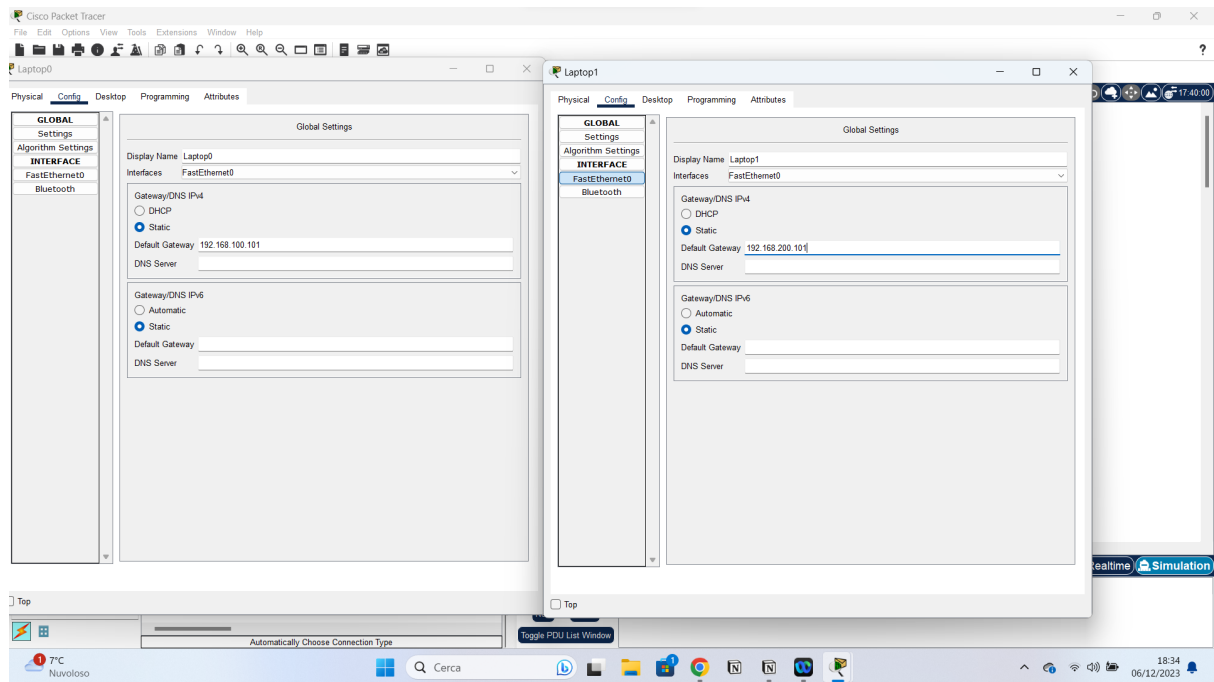 Cisco Packet Tracer
File Edit Options View Tools Extensions Window Help
?
Laptop0
Physical Config Desktop Programming Attributes
GLOBAL
Settings
Algorithm Settings
INTERFACE
FastEthernet0
Bluetooth
Global Settings
Display Name Laptop0
Interfaces FastEthernet0
Gateway/DNS IPv4
DHCP
Static
Default Gateway 192.168.100.101
DNS Server
Gateway/DNS IPv6
Automatic
Static
Default Gateway
DNS Server
Top
Laptop1
Physical Config Desktop Programming Attributes
GLOBAL
Settings
Algorithm Settings
INTERFACE
FastEthernet0
Bluetooth
Global Settings
Display Name Laptop1
Interfaces FastEthernet0
Gateway/DNS IPv4
DHCP
Static
Default Gateway 192.168.200.101
DNS Server
Gateway/DNS IPv6
Automatic
Static
Default Gateway
DNS Server
Top
17:40:00
ealtime Simulation
Automatically Choose Connection Type
Toggle PDU List Window
1
7°C
Nuvoloso
Cerca
1
18:34
06/12/2023